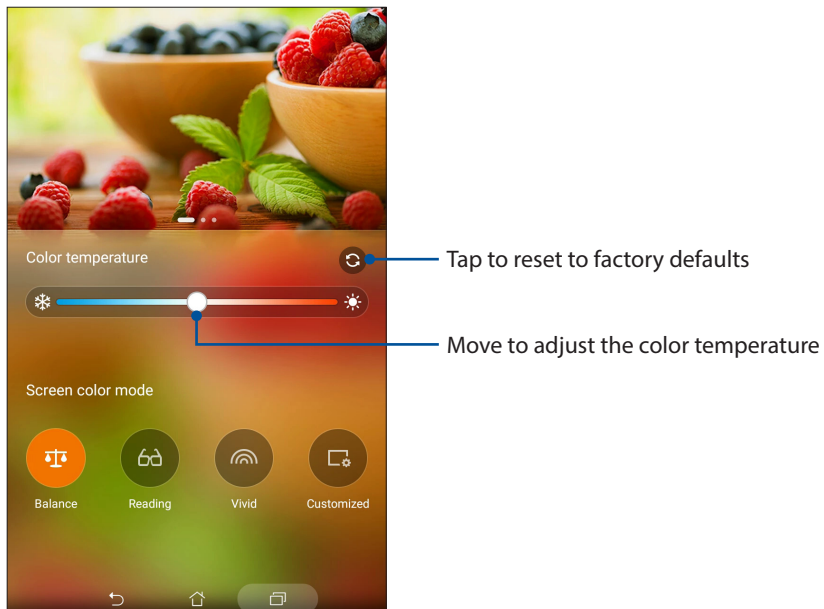 Color temperature
Tap to reset to factory defaults
Move to adjust the color temperature
Screen color mode
Balance
Reading
Vivid
Customized